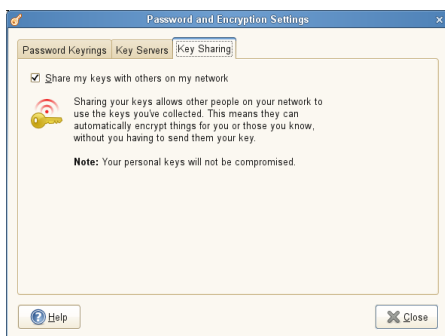 Password and Encryption Settings
Password Keyrings Key Servers Key Sharing
Share my keys with others on my network
Sharing your keys allows other people on your network to
use the keys you've collected. This means they can
automatically encrypt things for you or those you know,
without you having to send them your key.
Note: Your personal keys will not be compromised.
Help Close